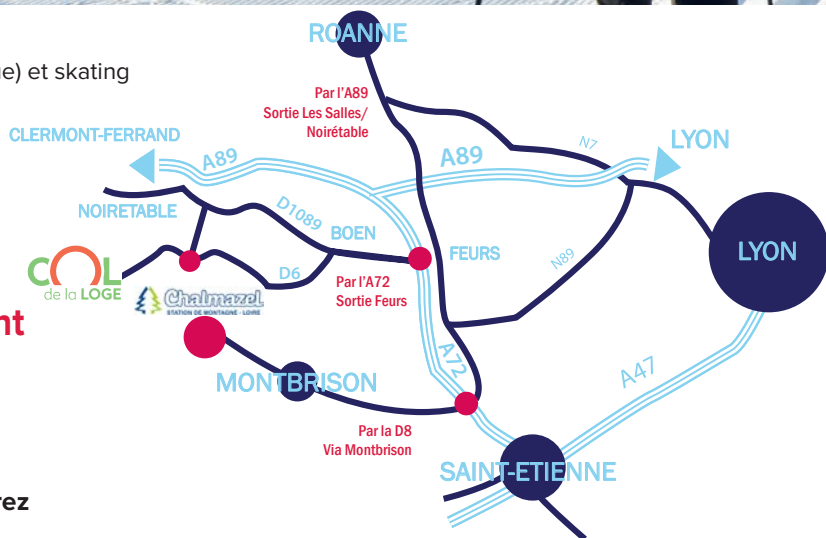 ROANNE
e) et skating
Par l'A89
Sortie Les Salles/
Noirétable
CLERMONT-FERRAND
A89
A89
N7
LYON
NOIRETABLE
D1089
BOEN
FEURS
N89
LYON
COL
de la LOGE
D6
Par l'A72
Sortie Feurs
Chalmazel
STATION DE MONTAGNE - LOIRE
nt
A72
A47
MONTBRISON
Par la D8
Via Montbrison
SAINT-ETIENNE
rez